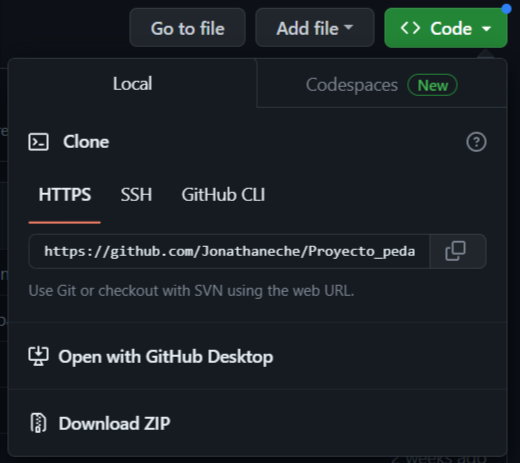 Go to file Add file Code
Local Codespaces New
Clone
HTTPS SSH GitHub CLI
https://github.com/Jonathaneche/Proyecto_peda
Use Git or checkout with SVN using the web URL.
Open with GitHub Desktop
Download ZIP
2 weeks ago